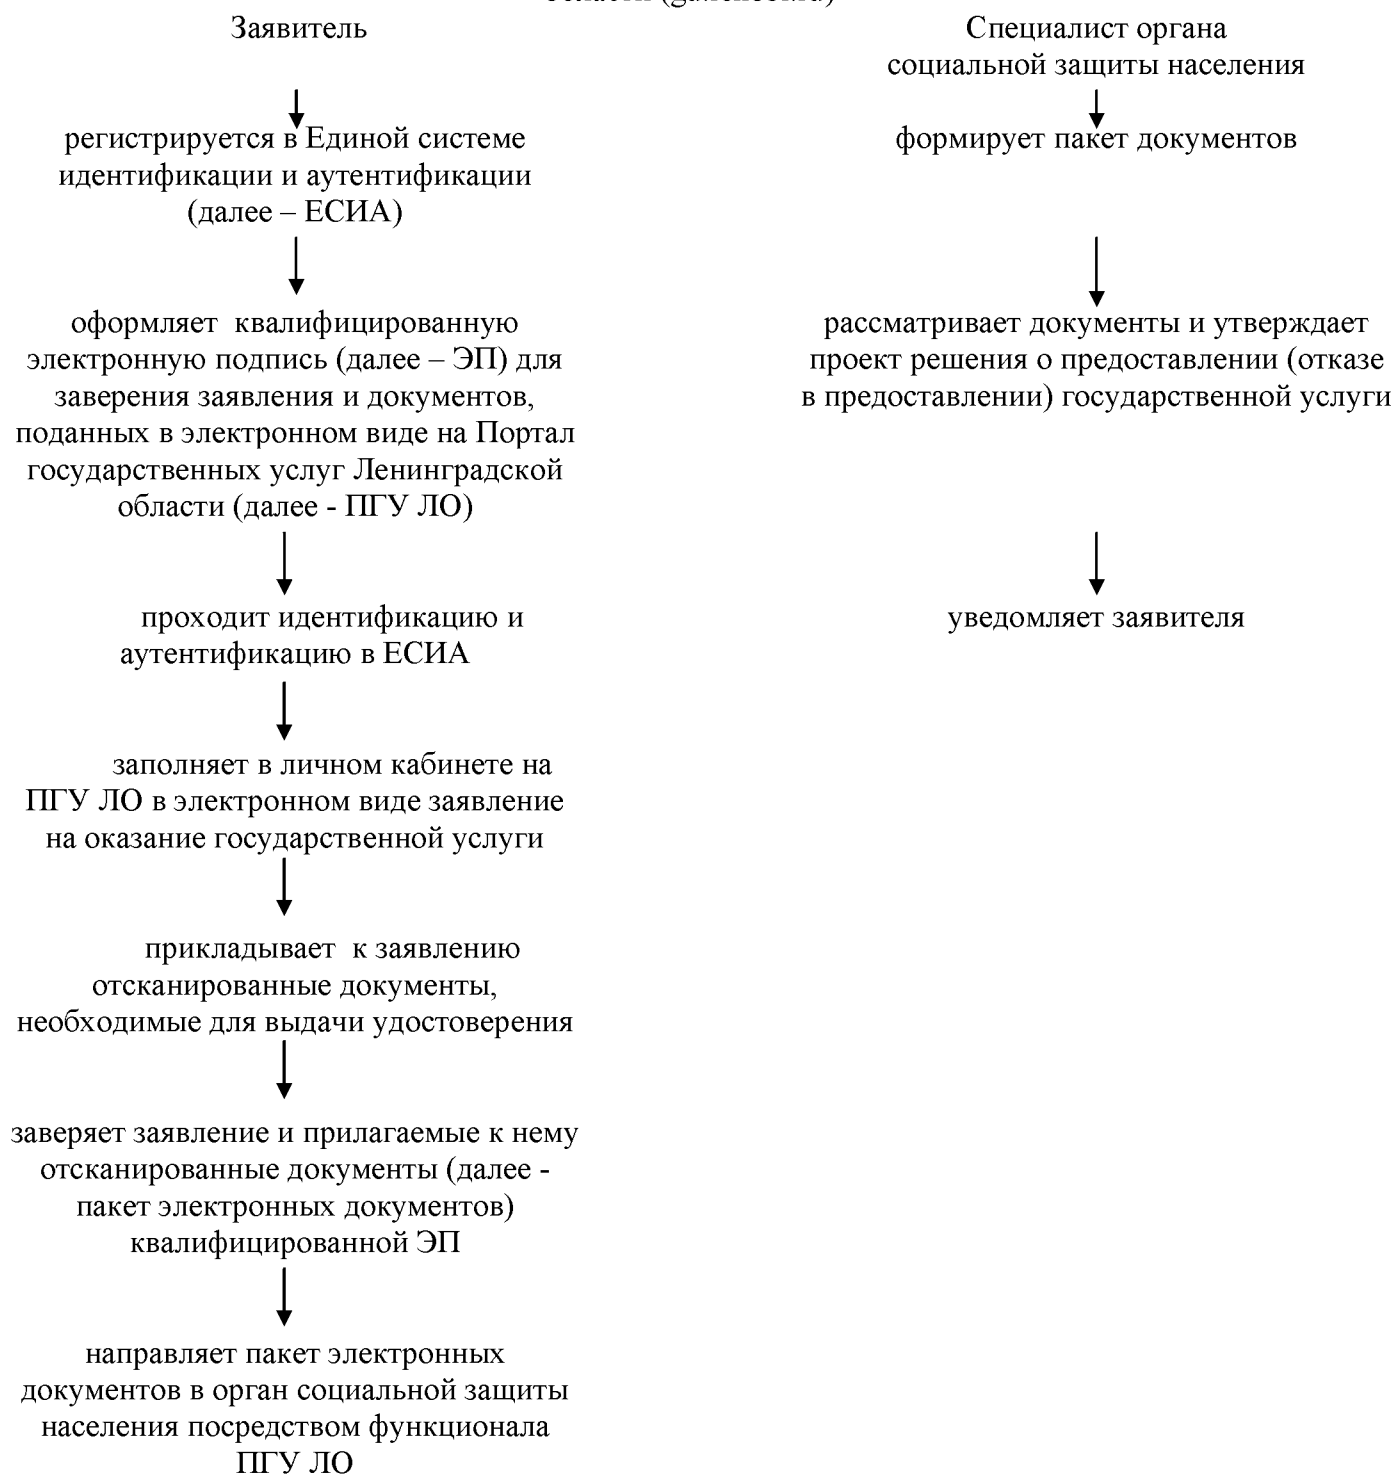 Заявитель
регистрируется в Единой системе
идентификации и аутентификации
(далее – ЕСИА)
оформляет квалифицированную
электронную подпись (далее – ЭП) для
заверения заявления и документов,
поданных в электронном виде на Портал
государственных услуг Ленинградской
области (далее - ПГУ ЛО)
проходит идентификацию и
аутентификацию в ЕСИА
заполняет в личном кабинете на
ПГУ ЛО в электронном виде заявление
на оказание государственной услуги
прикладывает к заявлению
отсканированные документы,
необходимые для выдачи удостоверения
заверяет заявление и прилагаемые к нему
отсканированные документы (далее -
пакет электронных документов)
квалифицированной ЭП
направляет пакет электронных
документов в орган социальной защиты
населения посредством функционала
ПГУ ЛО
Специалист органа
социальной защиты населения
формирует пакет документов
рассматривает документы и утверждает
проект решения о предоставлении (отказе
в предоставлении) государственной услуги
уведомляет заявителя